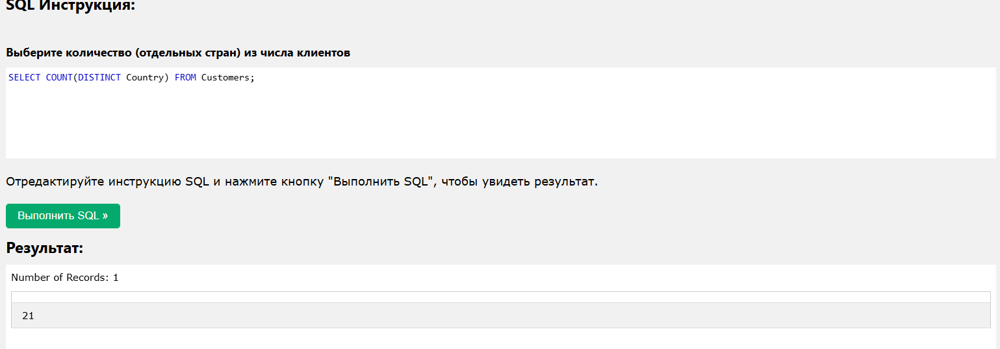 SQL Инструкция:
Выберите количество (отдельных стран) из числа клиентов
SELECT COUNT(DISTINCT Country) FROM Customers;
Отредактируйте инструкцию SQL и нажмите кнопку "Выполнить SQL", чтобы увидеть результат.
Выполнить SQL »
Результат:
Number of Records: 1
21